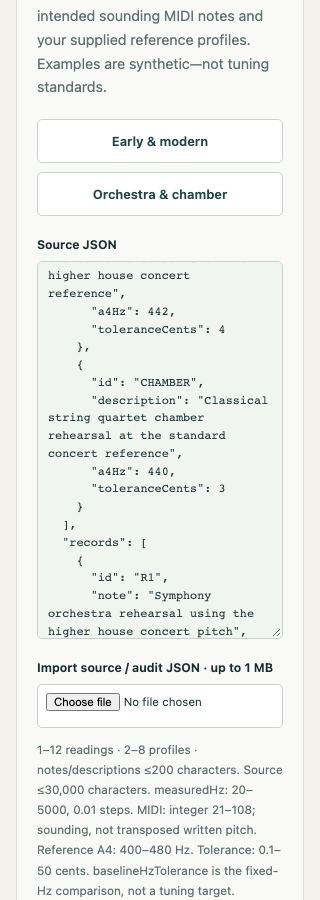 intended sounding MIDI notes and
your supplied reference profiles.
Examples are synthetic—not tuning
standards.
Early & modern
Orchestra & chamber
Source JSON
higher house concert
reference",
"a4Hz": 442,
"toleranceCents": 4
},
{
"id": "CHAMBER",
"description": "Classical
string quartet chamber
rehearsal at the standard
concert reference",
"a4Hz": 440,
"toleranceCents": 3
}
],
"records": [
{
"id": "R1",
"note": "Symphony
orchestra rehearsal using the
higher house concert pitch",
Import source / audit JSON · up to 1 MB
Choose file No file chosen
1–12 readings · 2–8 profiles ·
notes/descriptions ≤200 characters. Source
≤30,000 characters. measuredHz: 20–
5000, 0.01 steps. MIDI: integer 21–108;
sounding, not transposed written pitch.
Reference A4: 400–480 Hz. Tolerance: 0.1–
50 cents. baselineHzTolerance is the fixed-
Hz comparison, not a tuning target.